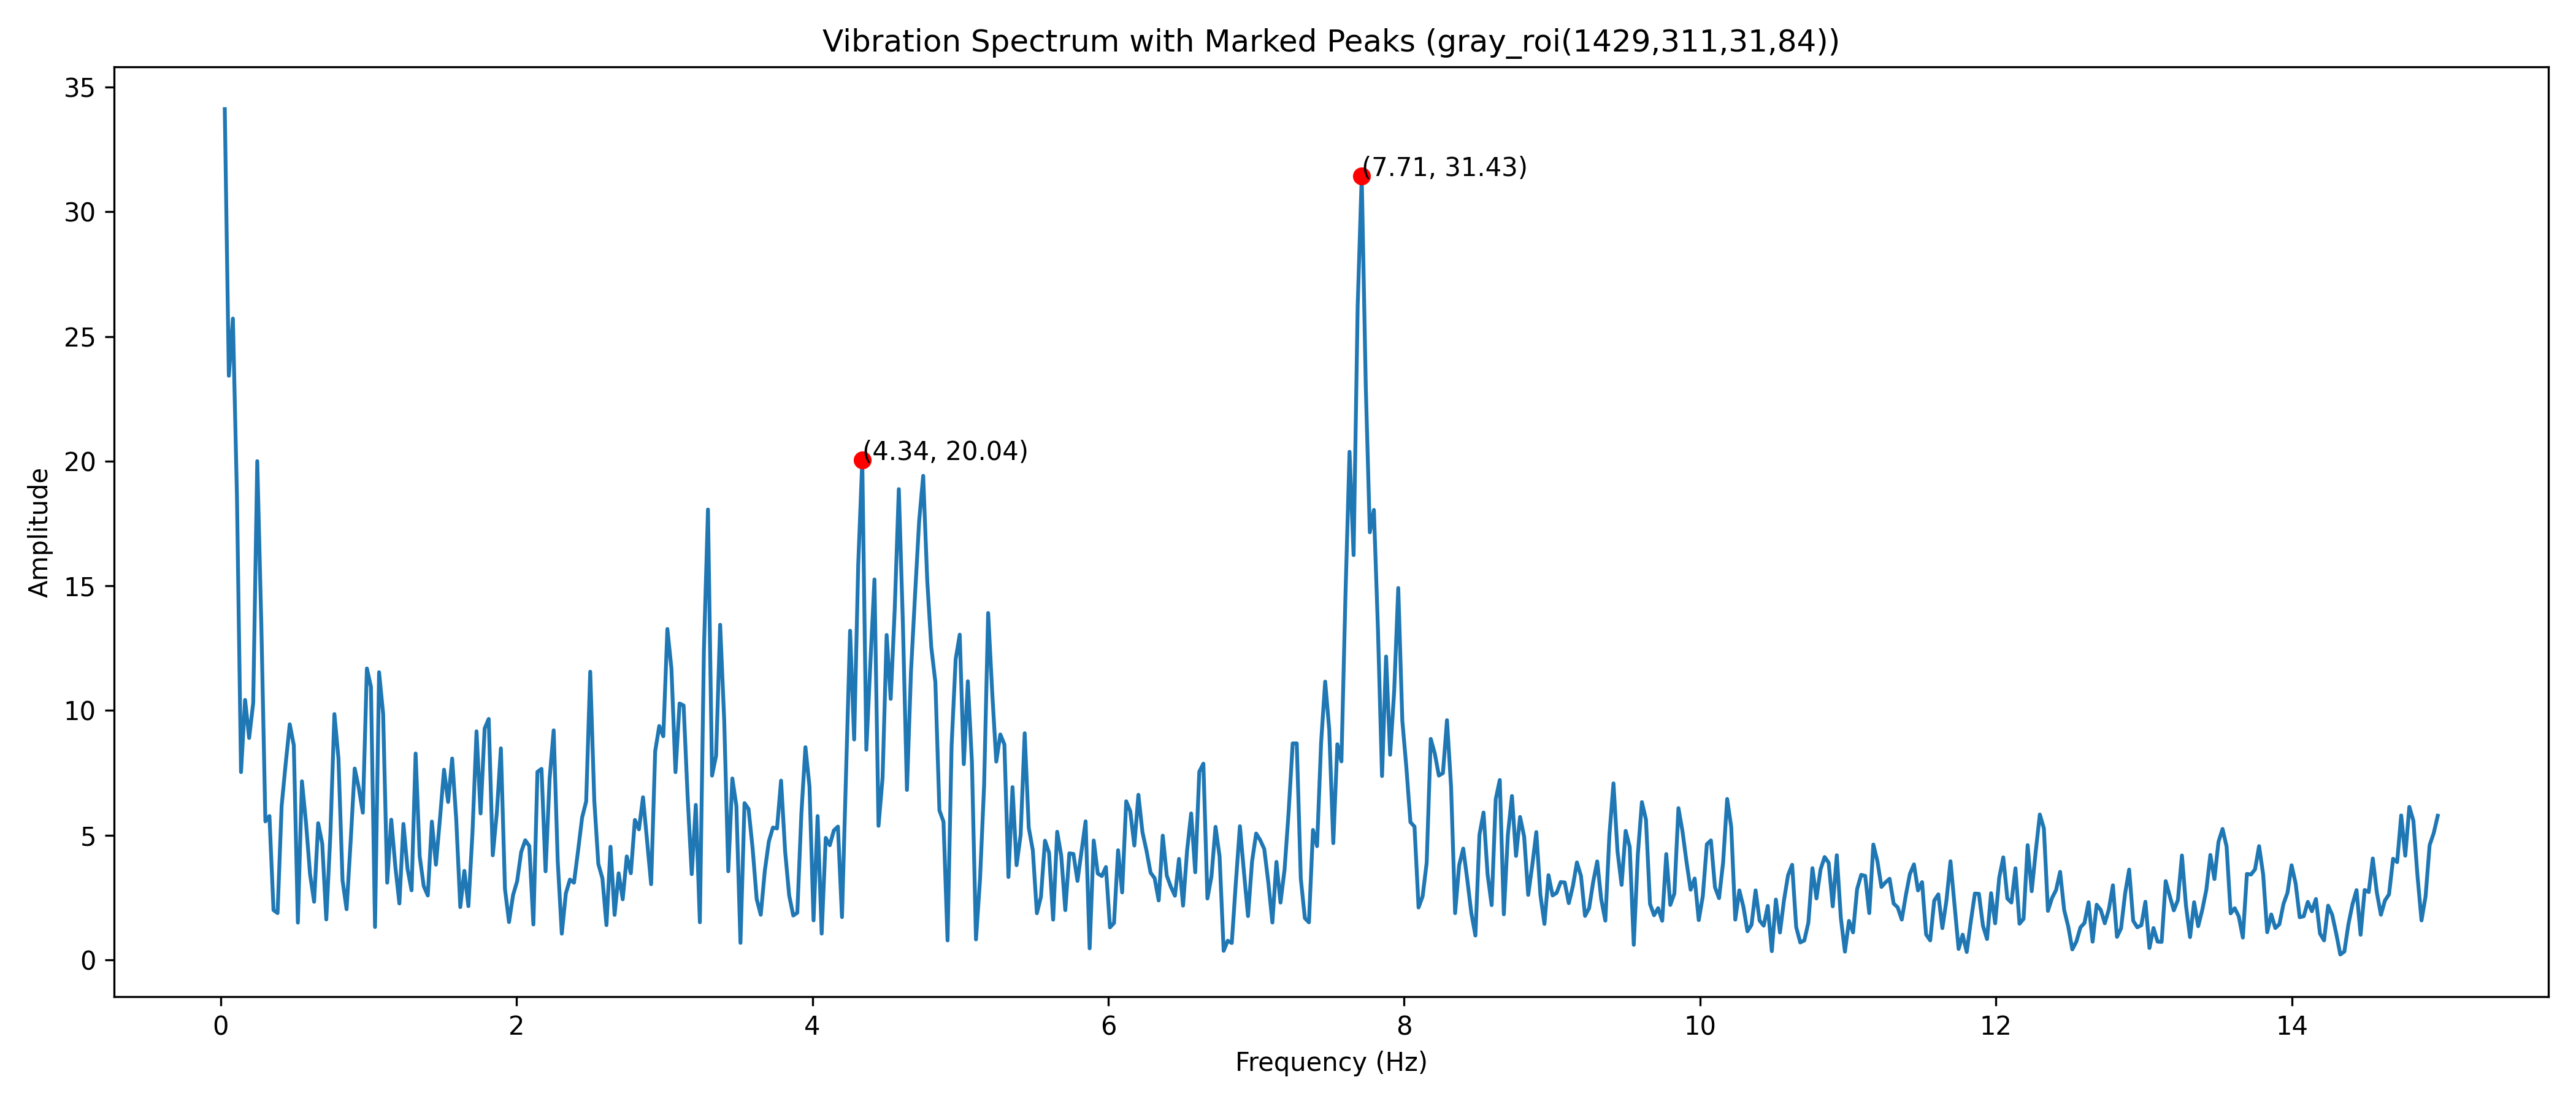 Vibration Spectrum with Marked Peaks (gray_roi(1429,311,31,84))
35
30
25
20
15
10
5
0
Amplitude
(7.71, 31.43)
(4.34, 20.04)
0 2 4 6 8 10 12 14
Frequency (Hz)